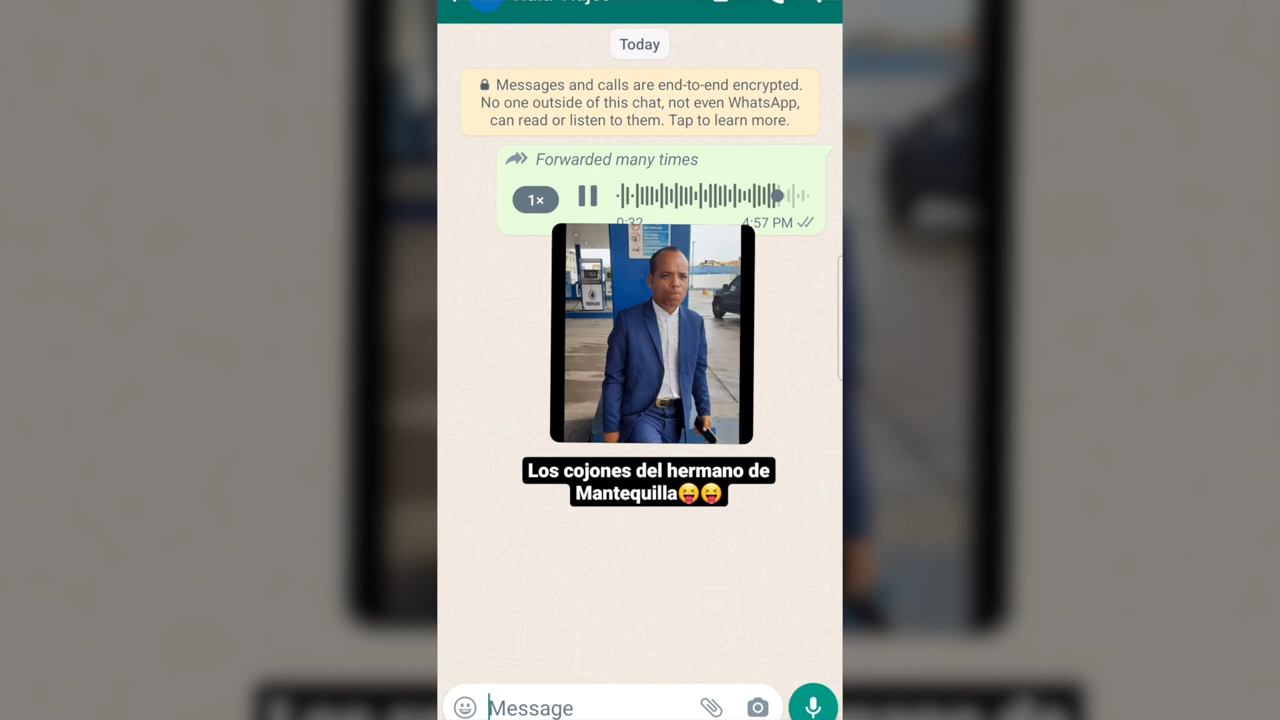 Today
Messages and calls are end-to-end encrypted.
No one outside of this chat, not even WhatsApp,
can read or listen to them. Tap to learn more.
Forwarded many times
1×
0:32
4:57 PM
Los cojones del hermano de
Mantequilla😝😝
Message